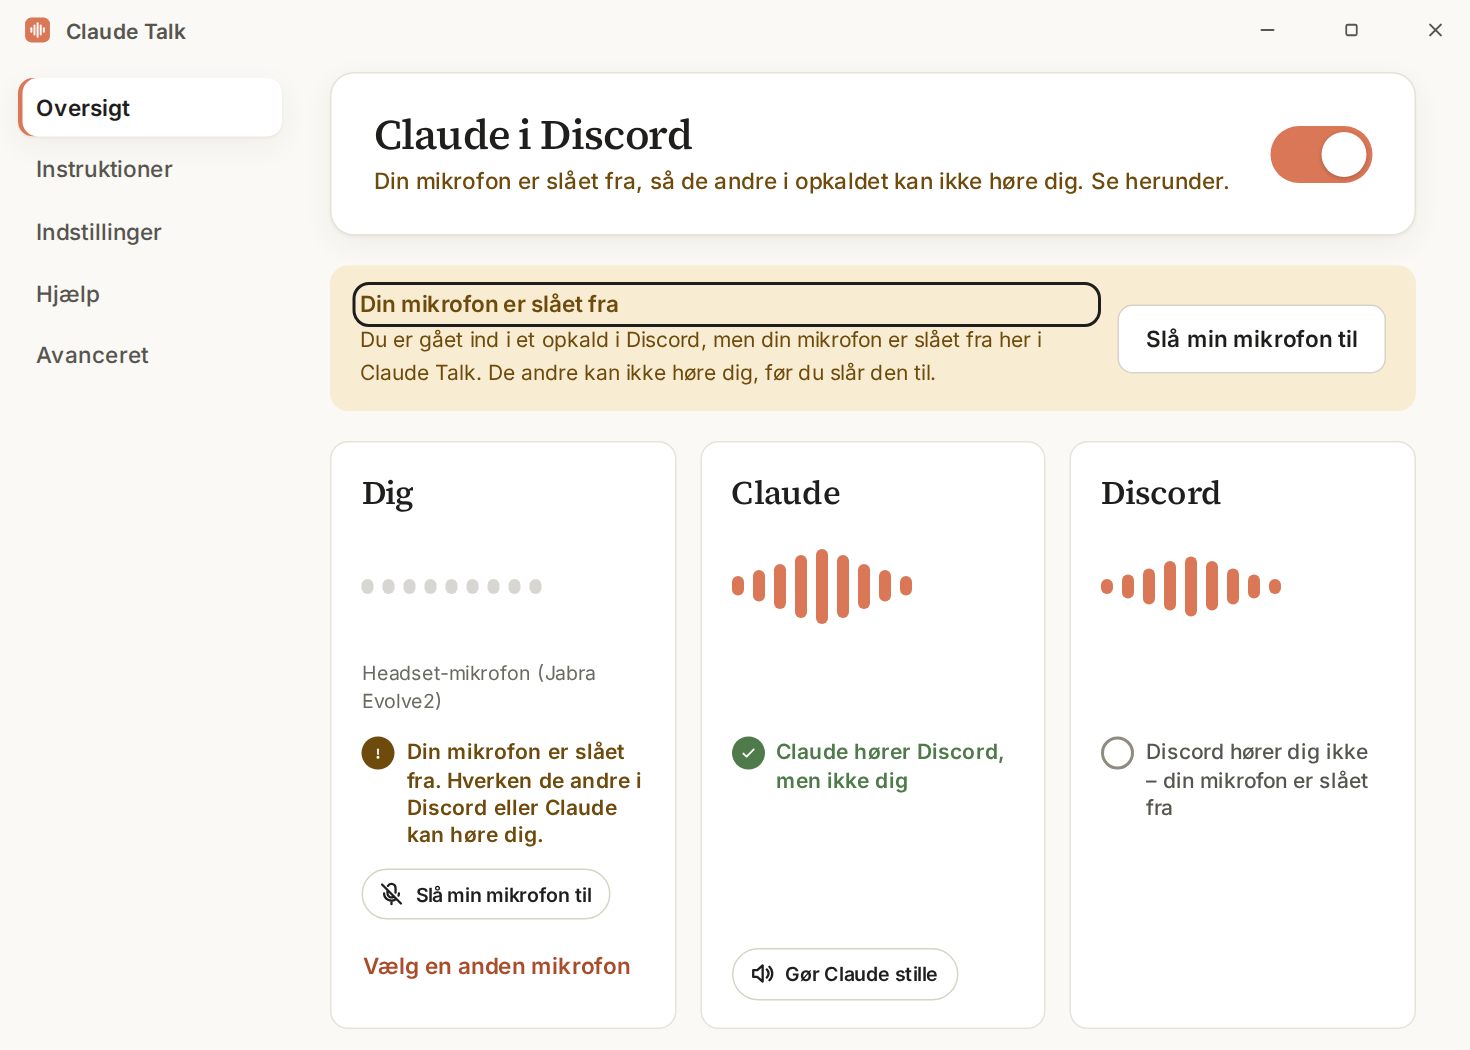 Claude Talk
Oversigt
Instruktioner
Indstillinger
Hjælp
Avanceret
Claude i Discord
Din mikrofon er slået fra, så de andre i opkaldet kan ikke høre dig. Se herunder.
Din mikrofon er slået fra
Du er gået ind i et opkald i Discord, men din mikrofon er slået fra her i
Claude Talk. De andre kan ikke høre dig, før du slår den til.
Slå min mikrofon til
Dig
Headset-mikrofon (Jabra
Evolve2)
Din mikrofon er slået
fra. Hverken de andre i
Discord eller Claude
kan høre dig.
Slå min mikrofon til
Vælg en anden mikrofon
Claude
Claude hører Discord,
men ikke dig
Gør Claude stille
Discord
Discord hører dig ikke
– din mikrofon er slået
fra